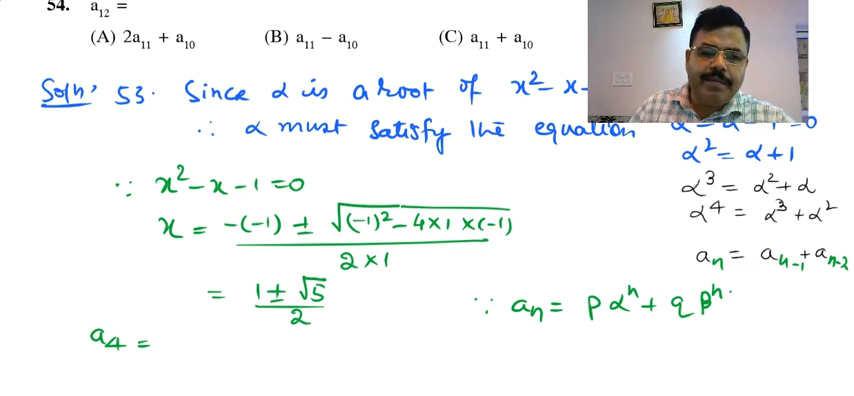 54. a₁₂ =
(A) 2a₁₁ + a₁₀ (B) a₁₁ − a₁₀ (C) a₁₁ + a₁₀
Soln' 53. Since α is a root of x² − x −
∴ α must satisfy the equation
α² = α + 1
∵ x² − x − 1 = 0
α³ = α² + α
x = −(−1) ± √(−1)² − 4×1×(−1) / 2×1
α⁴ = α³ + α²
aₙ = aₙ₋₁ + aₙ₋₂
= 1 ± √5 / 2
∵ aₙ = pαⁿ + qβⁿ.
a₄ =